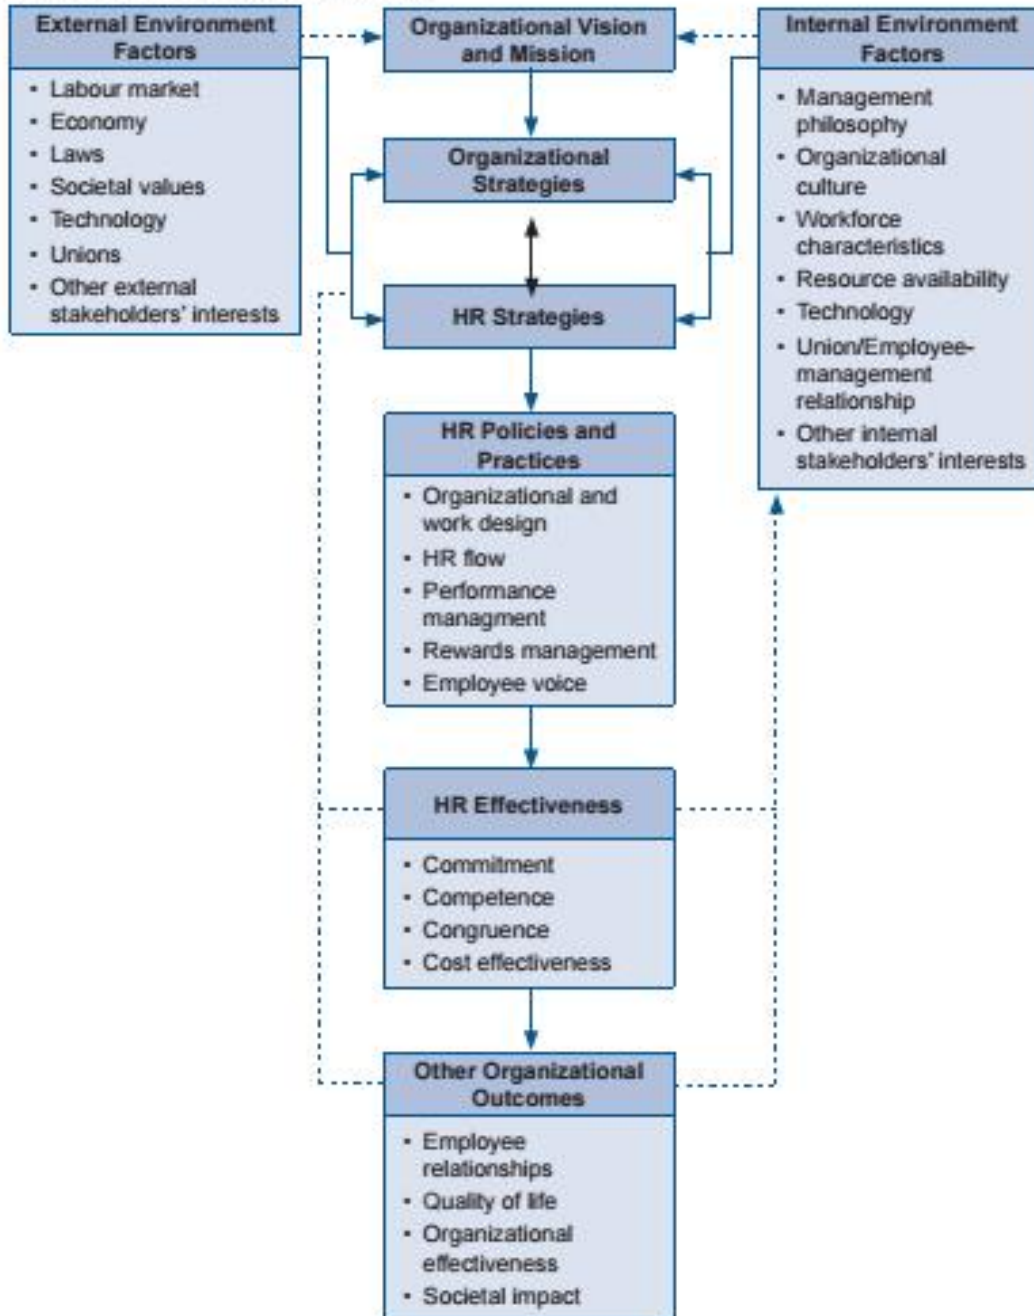 External Environment
Factors
• Labour market
• Economy
• Laws
• Societal values
• Technology
• Unions
• Other external
stakeholders' interests
Organizational Vision
and Mission
Organizational
Strategies
HR Strategies
HR Policies and
Practices
• Organizational and
work design
• HR flow
• Performance
managment
• Rewards management
• Employee voice
HR Effectiveness
• Commitment
• Competence
• Congruence
• Cost effectiveness
Other Organizational
Outcomes
• Employee
relationships
• Quality of life
• Organizational
effectiveness
• Societal impact
Internal Environment
Factors
• Management
philosophy
• Organizational
culture
• Workforce
characteristics
• Resource availability
• Technology
• Union/Employee-
management
relationship
• Other internal
stakeholders' interests